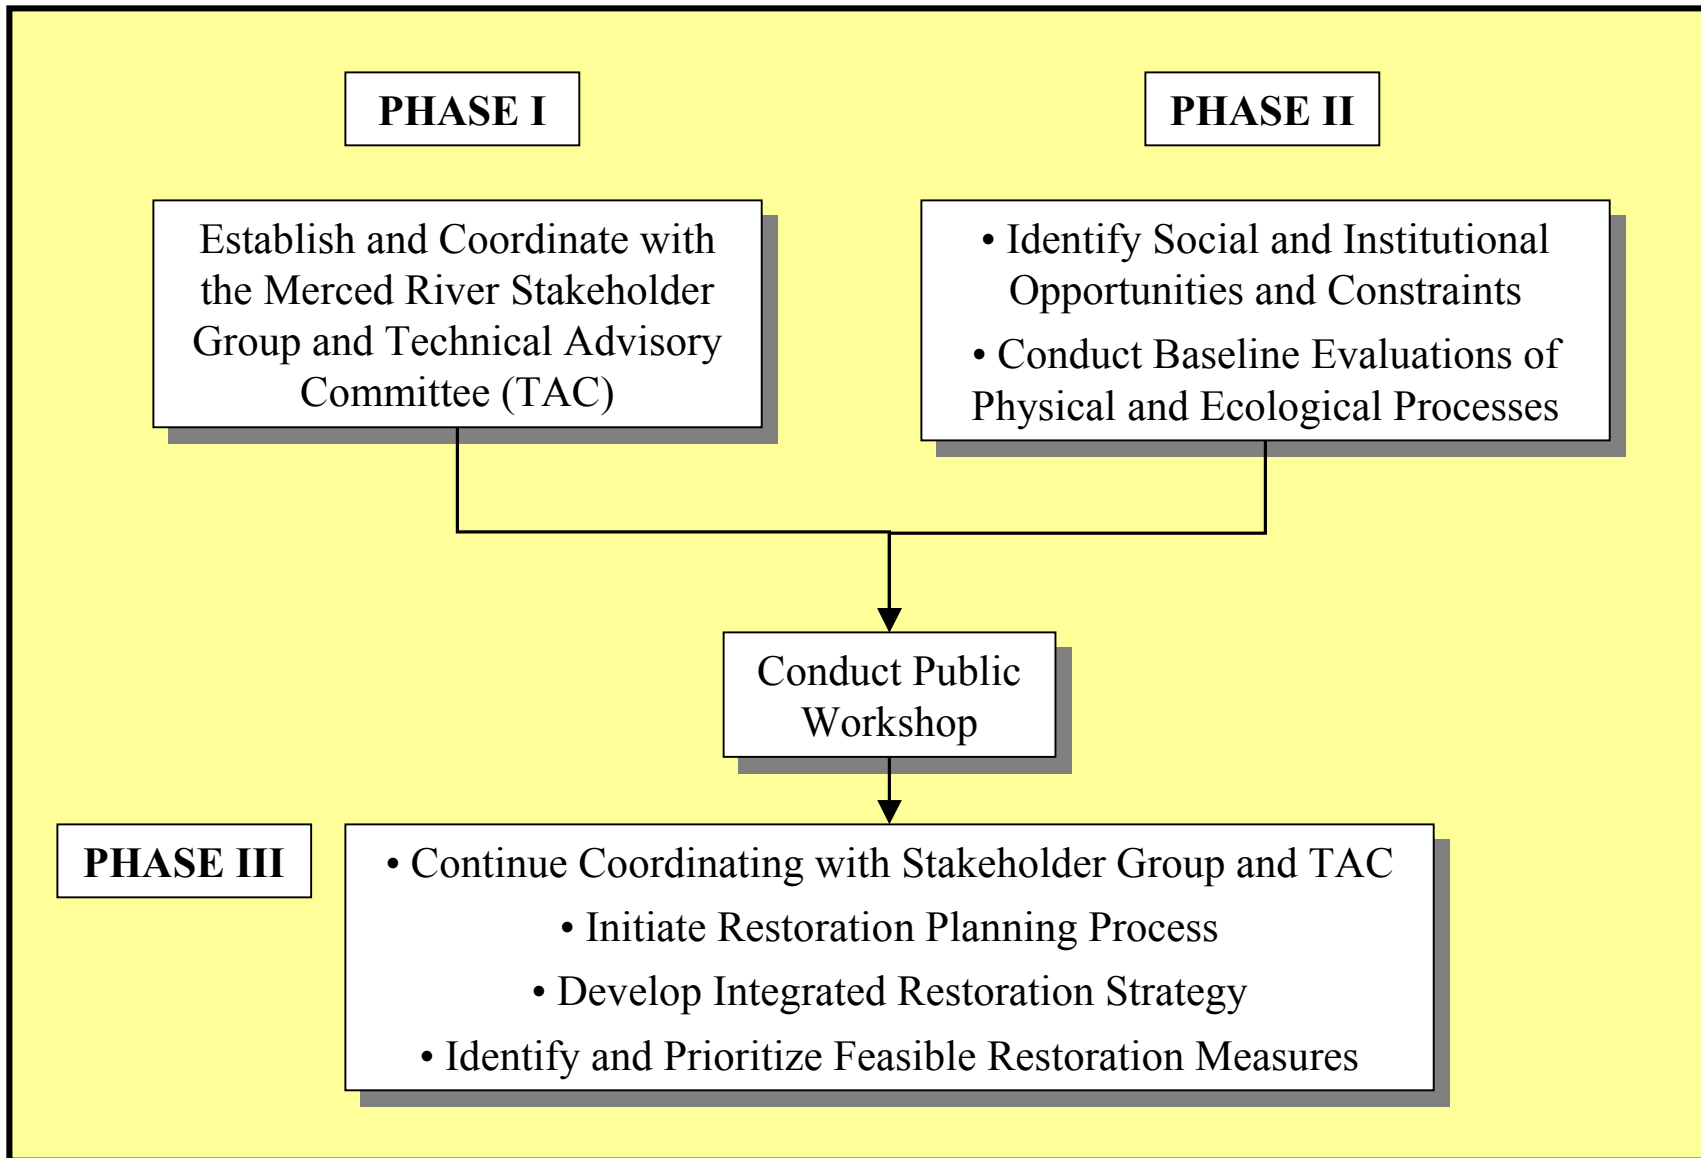 PHASE I
Establish and Coordinate with
the Merced River Stakeholder
Group and Technical Advisory
Committee (TAC)
PHASE II
• Identify Social and Institutional
Opportunities and Constraints
• Conduct Baseline Evaluations of
Physical and Ecological Processes
Conduct Public
Workshop
PHASE III
• Continue Coordinating with Stakeholder Group and TAC
• Initiate Restoration Planning Process
• Develop Integrated Restoration Strategy
• Identify and Prioritize Feasible Restoration Measures